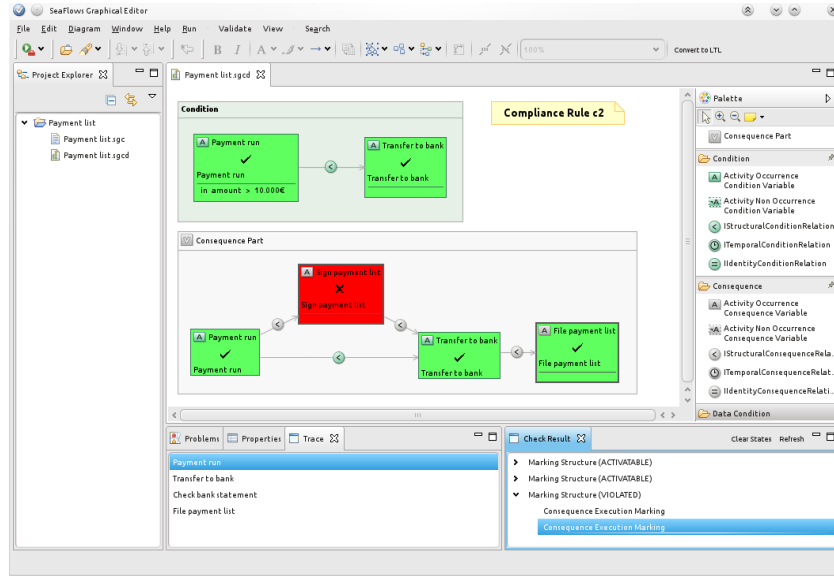 SeaFlows Graphical Editor
File Edit Diagram Window Help Run Validate View Search
B I A 100% Convert to LTL
Project Explorer
Payment list
Payment list.sgc
Payment list.sgcd
Payment list.sgcd
Condition
A Payment run
Payment run
in amount > 10.000€
<
A Transfer to bank
Transfer to bank
Compliance Rule c2
Consequence Part
A Sign payment list
Sign payment list
A Payment run
Payment run
<
<
<
A Transfer to bank
Transfer to bank
<
A File payment list
File payment list
Palette
Consequence Part
Condition
A Activity Occurrence
Condition Variable
A Activity Non Occurrence
Condition Variable
< IStructuralConditionRelation
ITemporalConditionRelation
= IIdentityConditionRelation
Consequence
A Activity Occurrence
Consequence Variable
A Activity Non Occurrence
Consequence Variable
< IStructuralConsequenceRela..
ITemporalConsequenceRelat..
= IIdentityConsequenceRelati..
Data Condition
Problems Properties Trace
Payment run
Transfer to bank
Check bank statement
File payment list
Check Result Clear States Refresh
Marking Structure (ACTIVATABLE)
Marking Structure (ACTIVATABLE)
Marking Structure (VIOLATED)
Consequence Execution Marking
Consequence Execution Marking